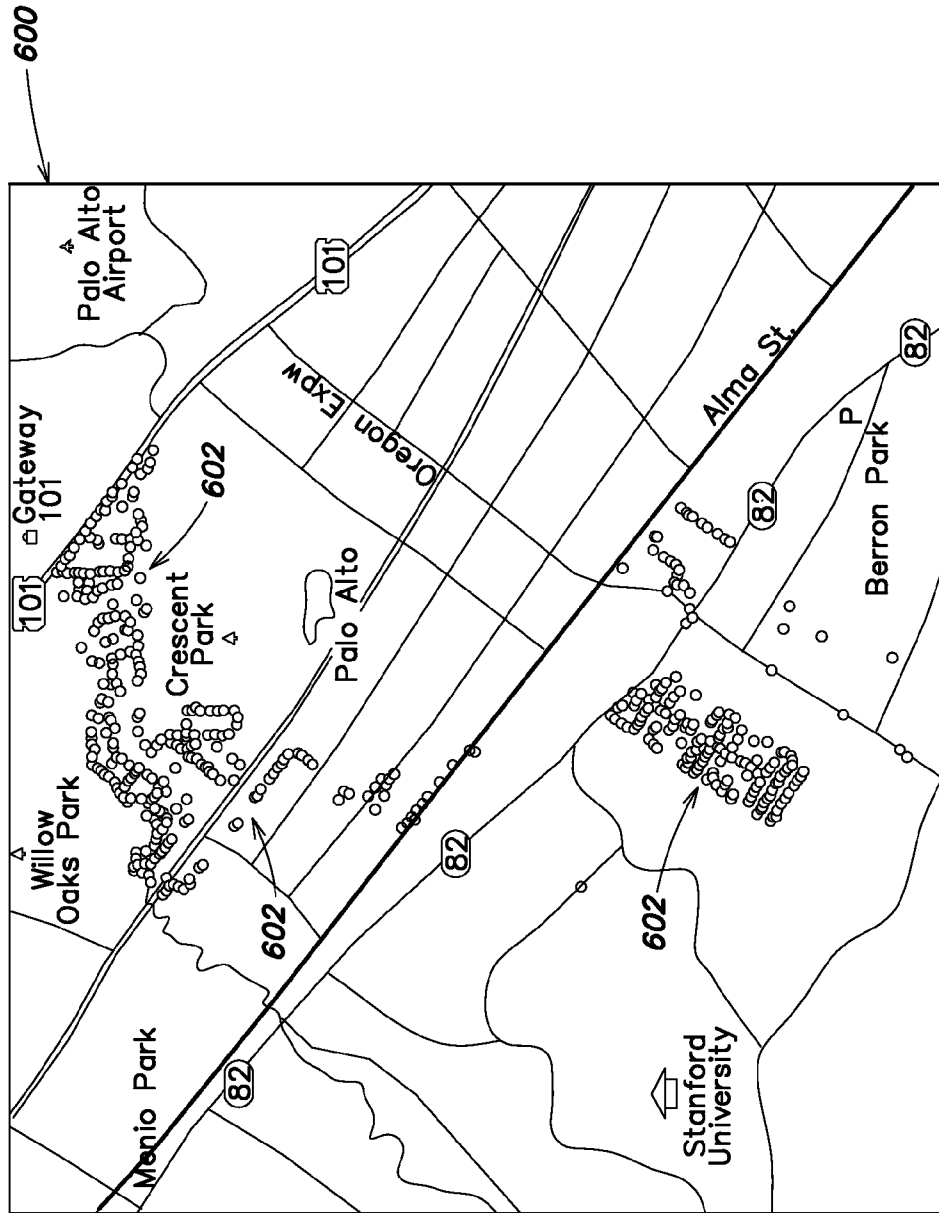 600
Willow
Oaks Park
101
Gateway
101
Palo Alto
Airport
602
Crescent
Park
101
Menio Park
82
602
Palo Alto
Oregon Expw
82
Alma St.
Stanford
University
602
82
Berron Park
P
82